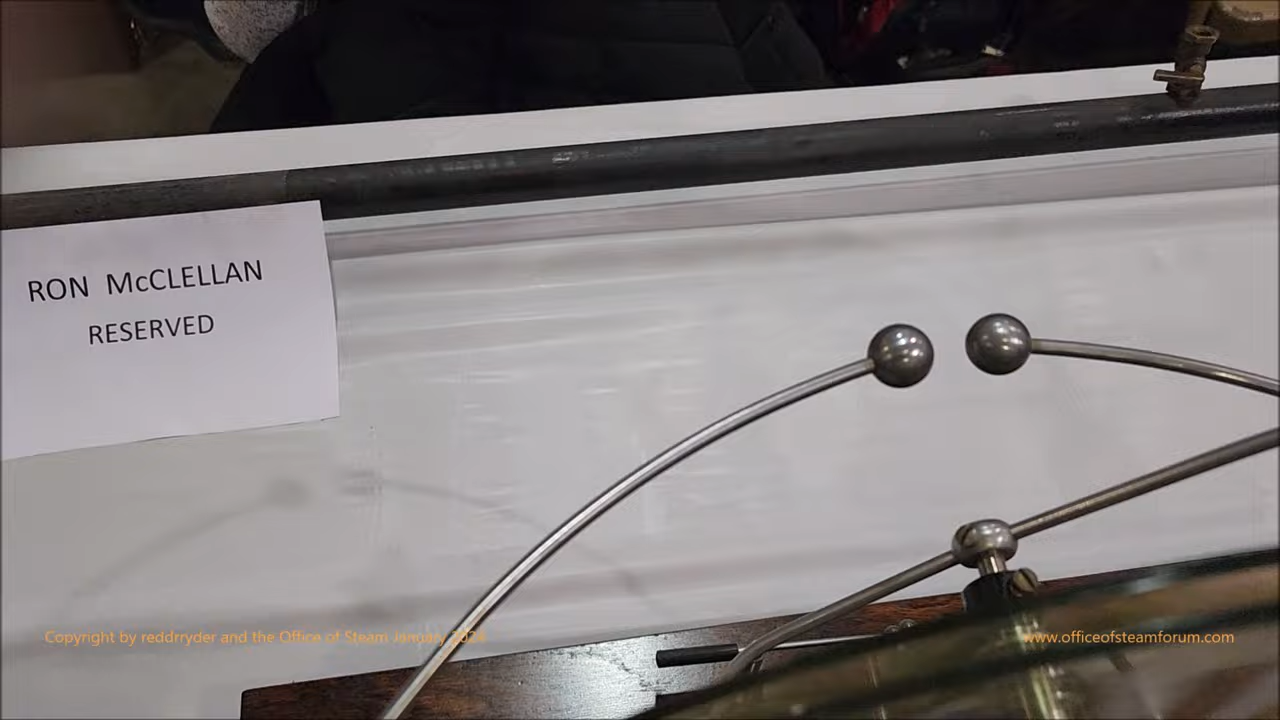 RON McCLELLAN
RESERVED
Copyright by reddrryder and the Office of Steam January 2024
www.officeofsteamforum.com